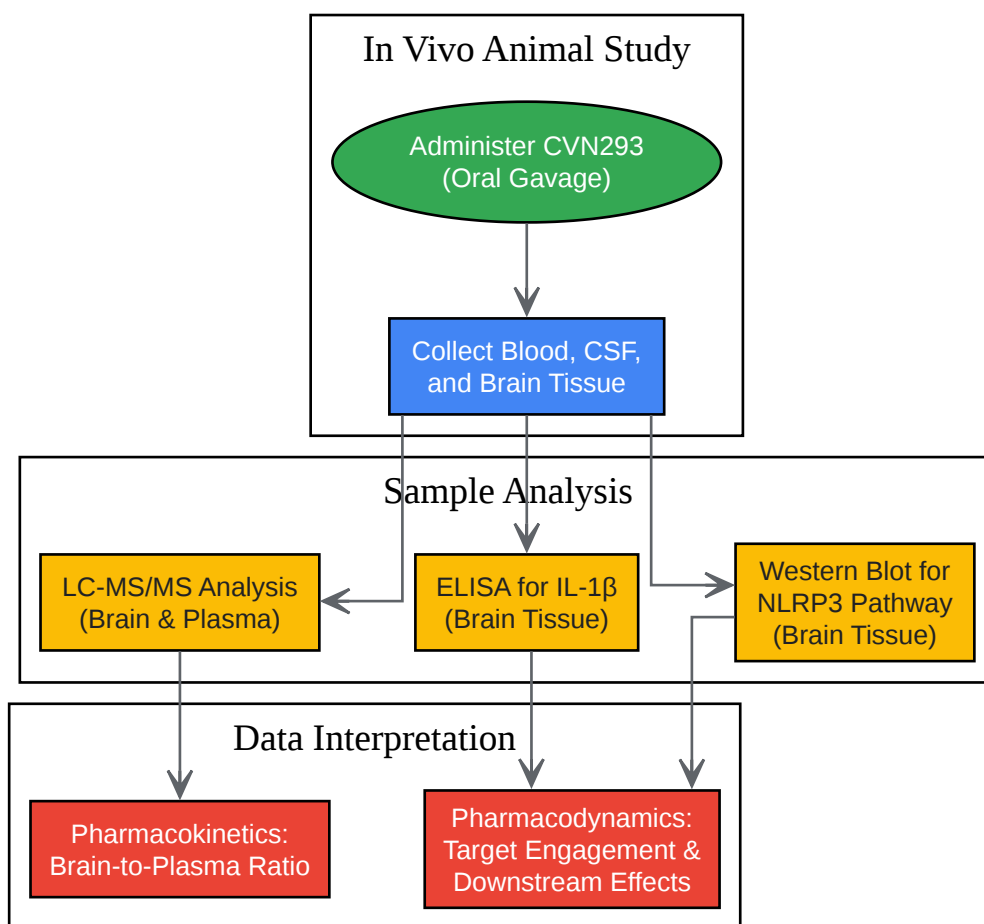 In Vivo Animal Study
Administer CVN293
(Oral Gavage)
Collect Blood, CSF,
and Brain Tissue
Sample Analysis
LC-MS/MS Analysis
(Brain & Plasma)
ELISA for IL-1β
(Brain Tissue)
Western Blot for
NLRP3 Pathway
(Brain Tissue)
Data Interpretation
Pharmacokinetics:
Brain-to-Plasma Ratio
Pharmacodynamics:
Target Engagement &
Downstream Effects